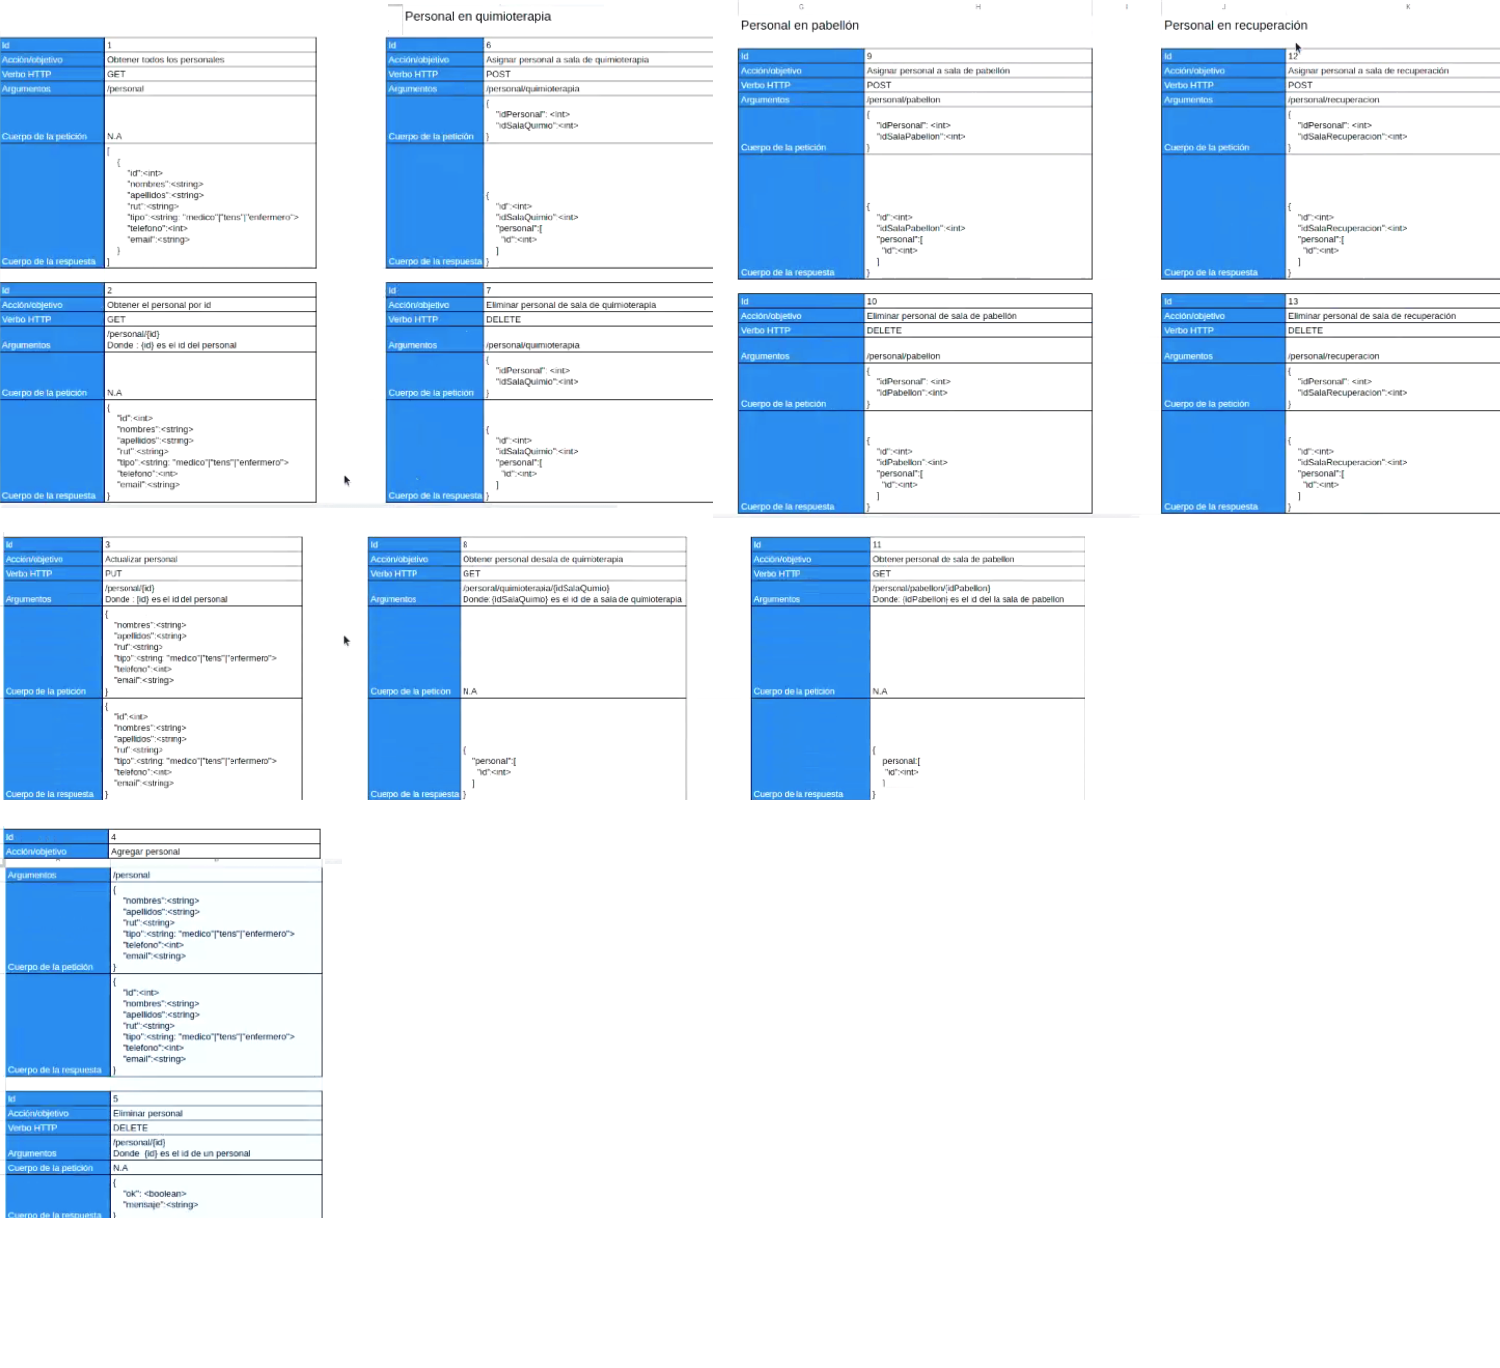 Personal en quimioterapia
G
H
I
J
K
Personal en pabellón
Personal en recuperación
Id 1
Acción/objetivo Obtener todos los personales
Verbo HTTP GET
Argumentos /personal
Cuerpo de la petición N.A
[
{
"id":<int>
"nombres":<string>
"apellidos":<string>
"rut":<string>
"tipo":<string: "medico"|"tens"|"enfermero">
"telefono":<int>
"email":<string>
}
Cuerpo de la respuesta ]
Id 2
Acción/objetivo Obtener el personal por id
Verbo HTTP GET
/personal/{id}
Argumentos Donde : {id} es el id del personal
Cuerpo de la petición N.A
{
"id":<int>
"nombres":<string>
"apellidos":<string>
"rut":<string>
"tipo":<string: "medico"|"tens"|"enfermero">
"telefono":<int>
"email":<string>
Cuerpo de la respuesta }
Id 6
Acción/objetivo Asignar personal a sala de quimioterapia
Verbo HTTP POST
Argumentos /personal/quimioterapia
{
"idPersonal": <int>
"idSalaQuimio":<int>
Cuerpo de la petición }
{
"id":<int>
"idSalaQuimio":<int>
"personal":[
"id":<int>
]
Cuerpo de la respuesta }
Id 7
Acción/objetivo Eliminar personal de sala de quimioterapia
Verbo HTTP DELETE
Argumentos /personal/quimioterapia
{
"idPersonal": <int>
"idSalaQuimio":<int>
Cuerpo de la petición }
{
"id":<int>
"idSalaQuimio":<int>
"personal":[
"id":<int>
]
Cuerpo de la respuesta }
Id 9
Acción/objetivo Asignar personal a sala de pabellón
Verbo HTTP POST
Argumentos /personal/pabellon
{
"idPersonal": <int>
"idSalaPabellon":<int>
Cuerpo de la petición }
{
"id":<int>
"idSalaPabellon":<int>
"personal":[
"id":<int>
]
Cuerpo de la respuesta }
Id 10
Acción/objetivo Eliminar personal de sala de pabellón
Verbo HTTP DELETE
Argumentos /personal/pabellon
{
"idPersonal": <int>
"idPabellon":<int>
Cuerpo de la petición }
{
"id":<int>
"idPabellon":<int>
"personal":[
"id":<int>
]
Cuerpo de la respuesta }
Id 12
Acción/objetivo Asignar personal a sala de recuperación
Verbo HTTP POST
Argumentos /personal/recuperacion
{
"idPersonal": <int>
"idSalaRecuperacion":<int>
Cuerpo de la petición }
{
"id":<int>
"idSalaRecuperacion":<int>
"personal":[
"id":<int>
]
Cuerpo de la respuesta }
Id 13
Acción/objetivo Eliminar personal de sala de recuperación
Verbo HTTP DELETE
Argumentos /personal/recuperacion
{
"idPersonal": <int>
"idSalaRecuperacion":<int>
Cuerpo de la petición }
{
"id":<int>
"idSalaRecuperacion":<int>
"personal":[
"id":<int>
]
Cuerpo de la respuesta }
Id 3
Acción/objetivo Actualizar personal
Verbo HTTP PUT
/personal/{id}
Argumentos Donde : {id} es el id del personal
{
"nombres":<string>
"apellidos":<string>
"rut":<string>
"tipo":<string: "medico"|"tens"|"enfermero">
"telefono":<int>
"email":<string>
Cuerpo de la petición }
{
"id":<int>
"nombres":<string>
"apellidos":<string>
"rut":<string>
"tipo":<string: "medico"|"tens"|"enfermero">
"telefono":<int>
"email":<string>
Cuerpo de la respuesta }
Id 8
Acción/objetivo Obtener personal desala de quimioterapia
Verbo HTTP GET
/personal/quimioterapia/{idSalaQuimio}
Argumentos Donde:{idSalaQuimo} es el id de a sala de quimioterapia
Cuerpo de la peticion N.A
{
"personal":[
"id":<int>
]
Cuerpo de la respuesta }
Id 11
Acción/objetivo Obtener personal de sala de pabellon
Verbo HTTP GET
/personal/pabellon/{idPabellon}
Argumentos Donde: {idPabellon} es el id del la sala de pabellon
Cuerpo de la petición N.A
{
personal:[
"id":<int>
]
Cuerpo de la respuesta }
Id 4
Acción/objetivo Agregar personal
Argumentos /personal
{
"nombres":<string>
"apellidos":<string>
"rut":<string>
"tipo":<string: "medico"|"tens"|"enfermero">
"telefono":<int>
"email":<string>
Cuerpo de la petición }
{
"id":<int>
"nombres":<string>
"apellidos":<string>
"rut":<string>
"tipo":<string: "medico"|"tens"|"enfermero">
"telefono":<int>
"email":<string>
Cuerpo de la respuesta }
Id 5
Acción/objetivo Eliminar personal
Verbo HTTP DELETE
/personal/{id}
Argumentos Donde {id} es el id de un personal
Cuerpo de la petición N.A
{
"ok": <boolean>
"mensaje":<string>
Cuerpo de la respuesta }